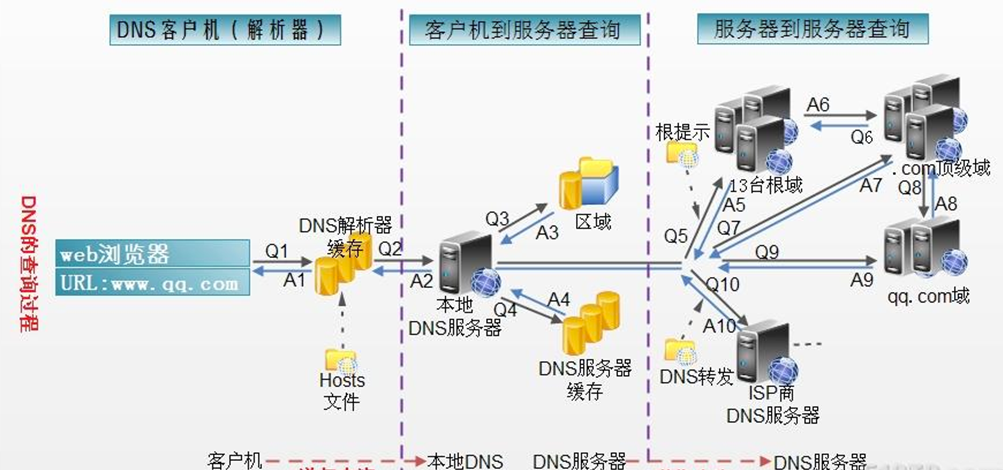 DNS客户机（解析器）
客户机到服务器查询
服务器到服务器查询
DNS的查询过程
web浏览器
URL:www.qq.com
Q1
A1
DNS解析器
缓存
Hosts
文件
Q2
A2
本地
DNS服务器
Q3
A3
区域
Q4
A4
DNS服务器
缓存
根提示
13台根域
Q5
A5
A6
Q6
.com顶级域
Q7
A7
Q8
A8
Q9
A9
qq.com域
Q10
A10
DNS转发
ISP商
DNS服务器
客户机
本地DNS
DNS服务器
DNS服务器